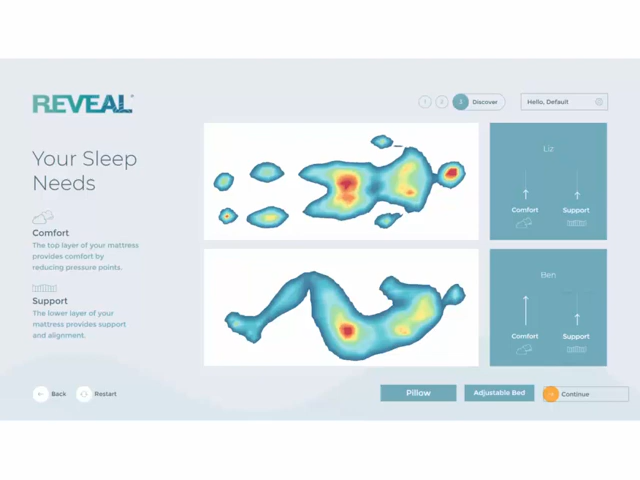 REVEAL
1
2
3
Discover
Hello, Default
Your Sleep
Needs
Comfort
The top layer of your mattress
provides comfort by
reducing pressure points.
Support
The lower layer of your
mattress provides support
and alignment.
Liz
Comfort
Support
Ben
Comfort
Support
Back
Restart
Pillow
Adjustable Bed
Continue